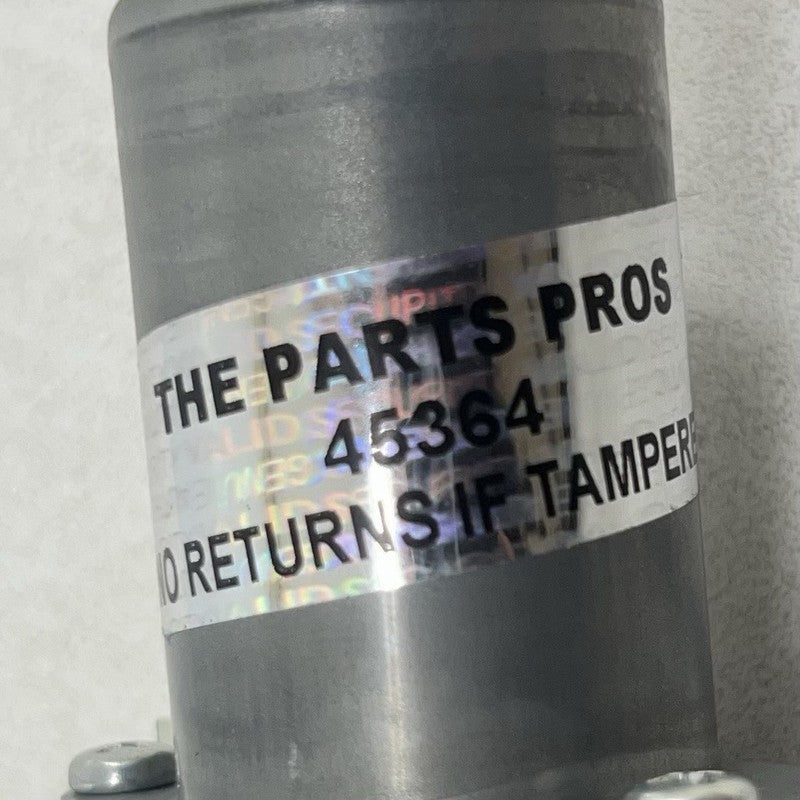 THE PARTS PROS
45364
NO RETURNS IF TAMPERE